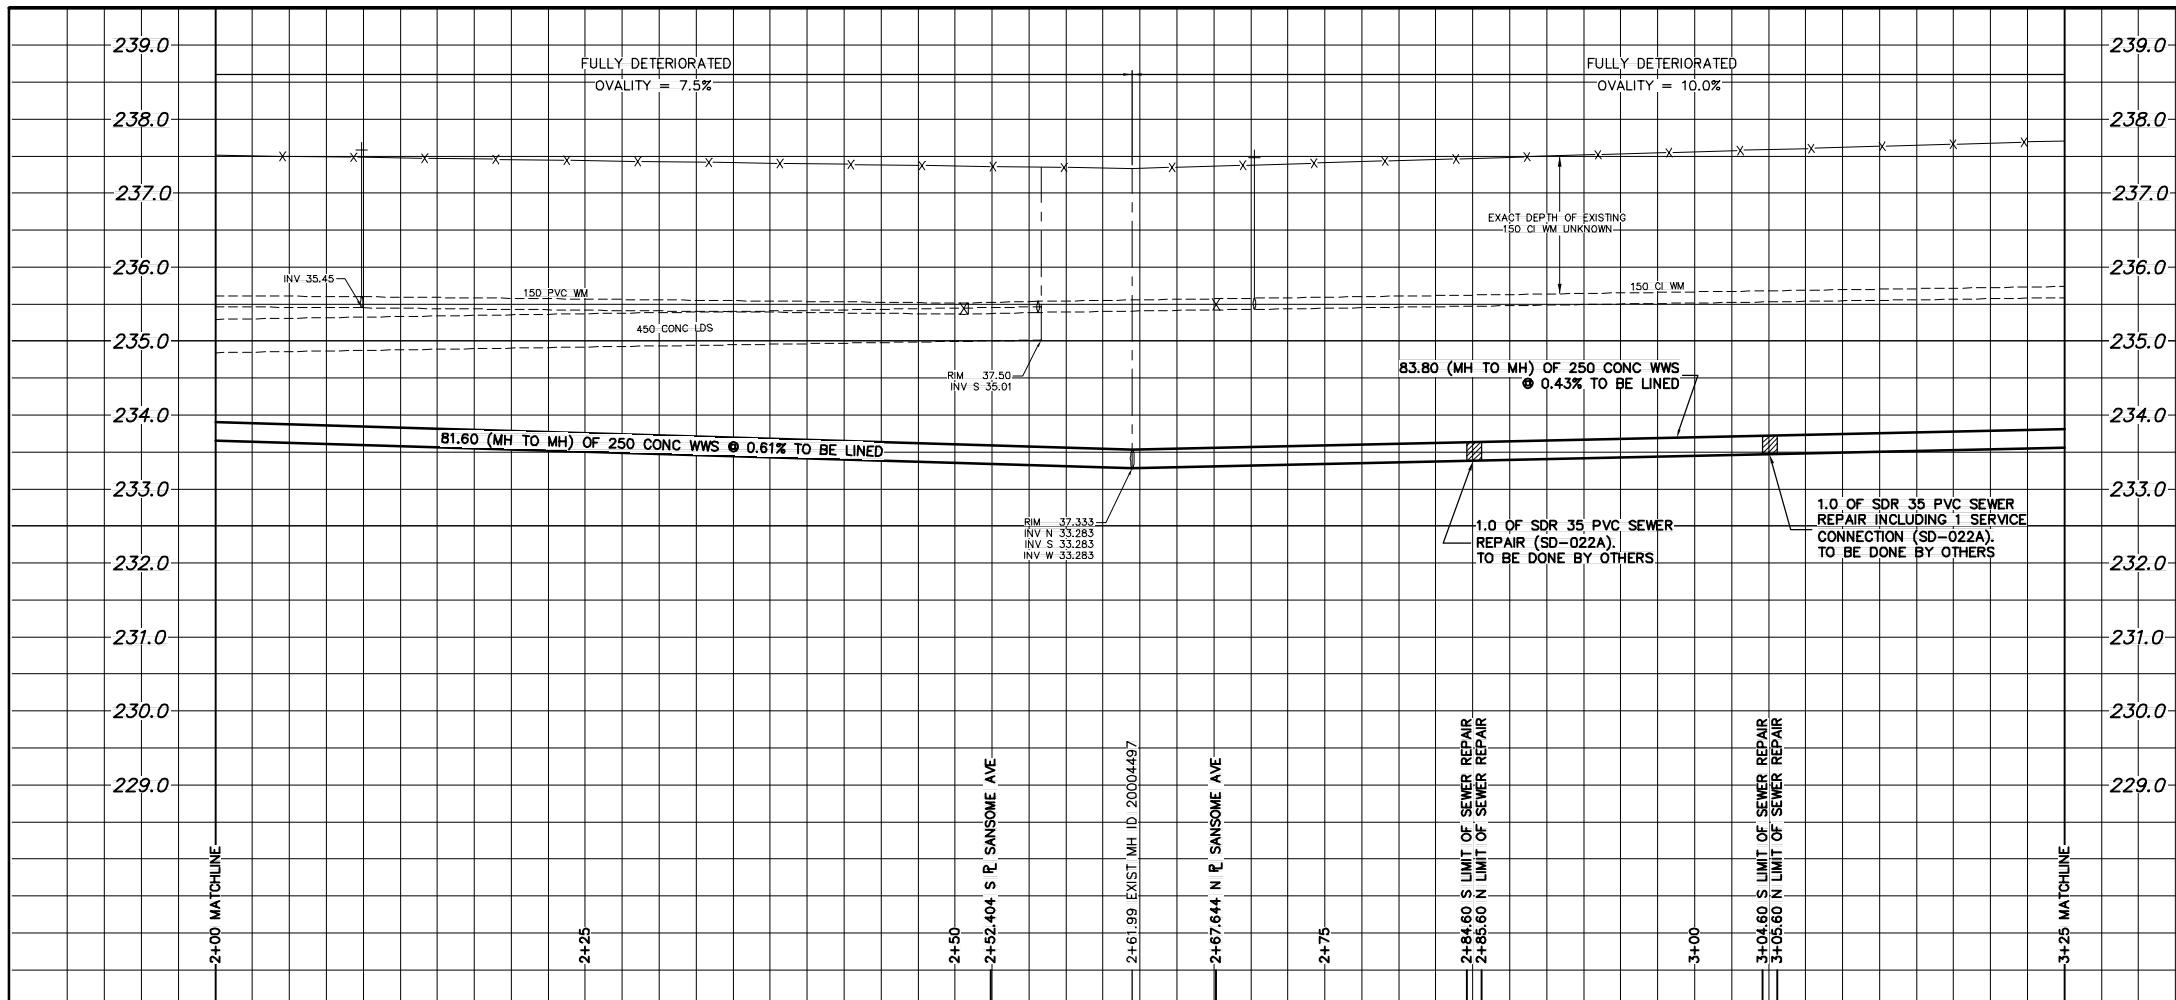 239.0 239.0
FULLY DETERIORATED
OVALITY = 7.5%
FULLY DETERIORATED
OVALITY = 10.0%
238.0 238.0
237.0 237.0
EXACT DEPTH OF EXISTING
150 CI WM UNKNOWN
236.0 236.0
INV 35.45
150 PVC WM
150 CI WM
450 CONC LDS
235.0 235.0
RIM 37.50
INV S 35.01
83.80 (MH TO MH) OF 250 CONC WWS
@ 0.43% TO BE LINED
234.0 234.0
81.60 (MH TO MH) OF 250 CONC WWS @ 0.61% TO BE LINED
233.0 233.0
RIM 37.333
INV N 33.283
INV S 33.283
INV W 33.283
1.0 OF SDR 35 PVC SEWER
REPAIR (SD-022A).
TO BE DONE BY OTHERS
1.0 OF SDR 35 PVC SEWER
REPAIR INCLUDING 1 SERVICE
CONNECTION (SD-022A).
TO BE DONE BY OTHERS
232.0 232.0
231.0 231.0
230.0 230.0
229.0 229.0
2+00 MATCHLINE
2+25
2+50
2+52.404 S PL SANSOME AVE
2+61.99 EXIST MH ID 20004497
2+67.644 N PL SANSOME AVE
2+75
2+84.60 S LIMIT OF SEWER REPAIR
2+85.60 N LIMIT OF SEWER REPAIR
3+00
3+04.60 S LIMIT OF SEWER REPAIR
3+05.60 N LIMIT OF SEWER REPAIR
3+25 MATCHLINE